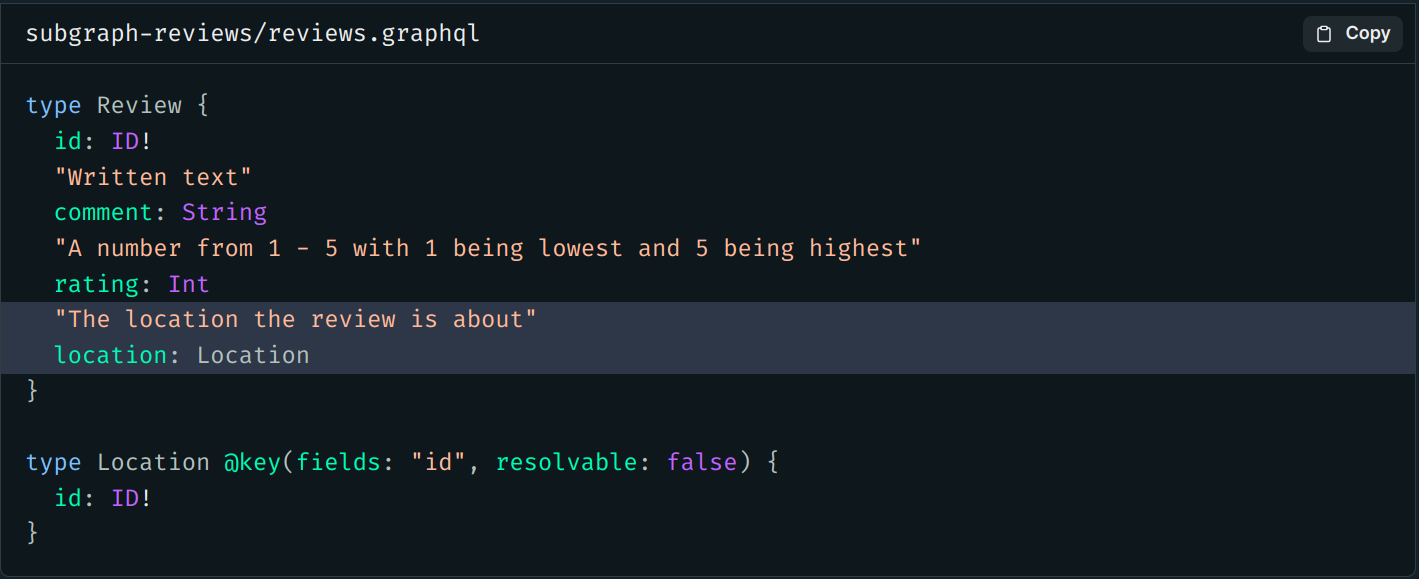 subgraph-reviews/reviews.graphql
Copy
type Review {
  id: ID!
  "Written text"
  comment: String
  "A number from 1 - 5 with 1 being lowest and 5 being highest"
  rating: Int
  "The location the review is about"
  location: Location
}
type Location @key(fields: "id", resolvable: false) {
  id: ID!
}